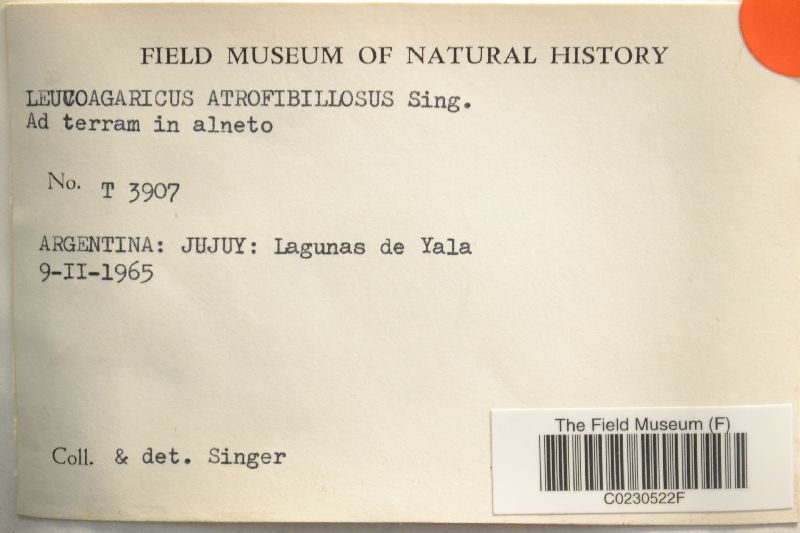 FIELD MUSEUM OF NATURAL HISTORY
LEUCOAGARICUS ATROFIBILLOSUS Sing.
Ad terram in alneto
No. T 3907
ARGENTINA: JUJUY: Lagunas de Yala
9-II-1965
Coll. & det. Singer
The Field Museum (F)
C0230522F